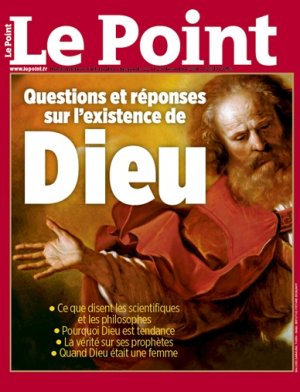 Le Point
Le Point
www.lepoint.fr
Questions et réponses
sur l'existence de
Dieu
• Ce que disent les scientifiques
et les philosophes
• Pourquoi Dieu est tendance
• La vérité sur ses prophètes
• Quand Dieu était une femme